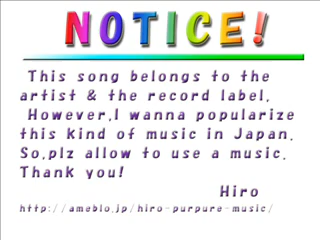 NOTICE!
This song belongs to the
artist & the record label.
However,I wanna popularize
this kind of music in Japan.
So,plz allow to use a music.
Thank you!
Hiro
http://ameblo.jp/hiro-purpure-music/